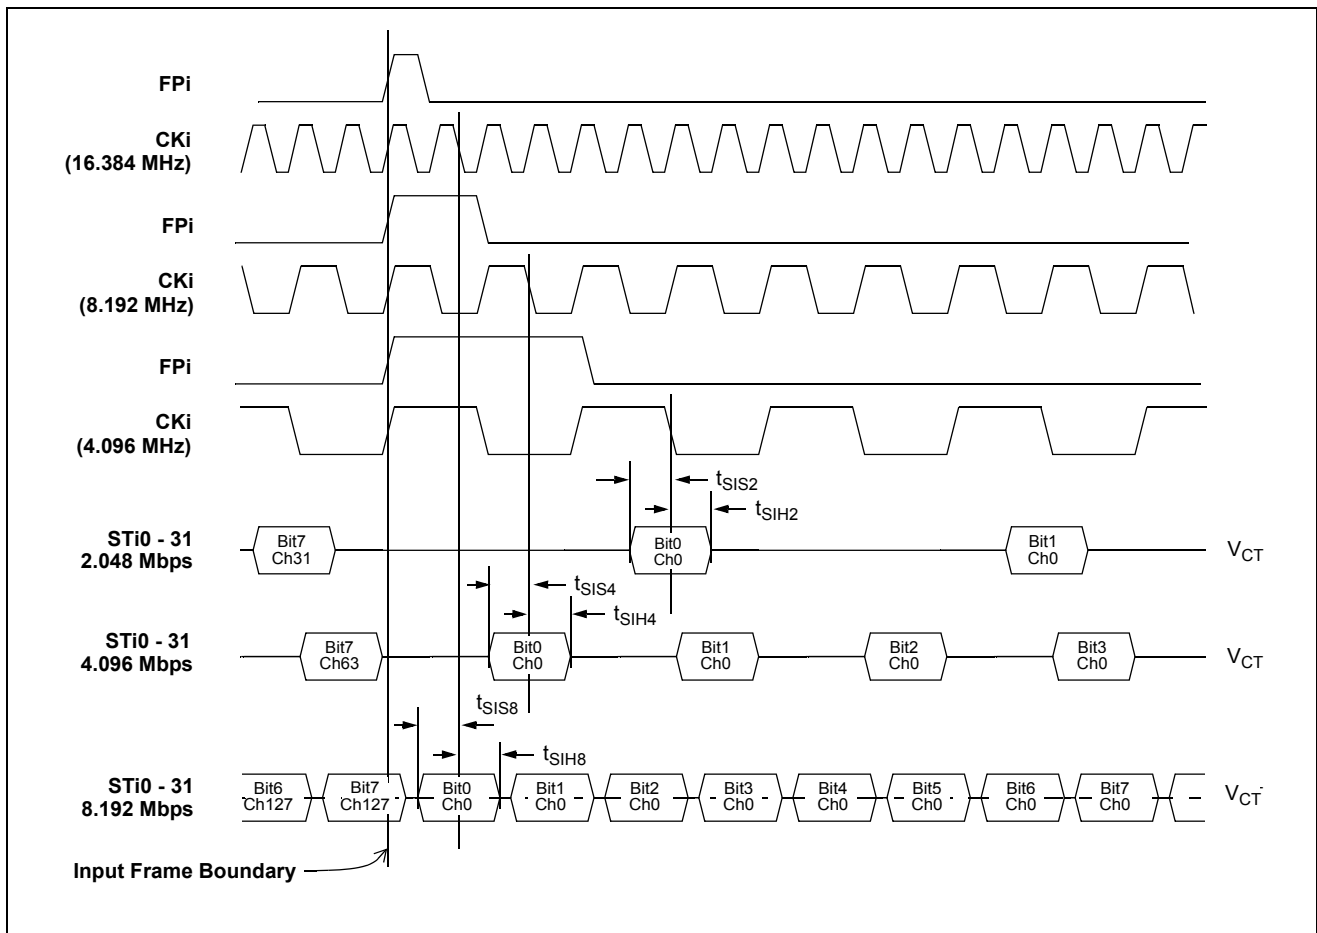 FPi
CKi
(16.384 MHz)
FPi
CKi
(8.192 MHz)
FPi
CKi
(4.096 MHz)
tSIS2
tSIH2
STi0 - 31
2.048 Mbps
Bit7
Ch31
Bit0
Ch0
Bit1
Ch0
VCT
tSIS4
tSIH4
STi0 - 31
4.096 Mbps
Bit7
Ch63
Bit0
Ch0
Bit1
Ch0
Bit2
Ch0
Bit3
Ch0
VCT
tSIS8
tSIH8
STi0 - 31
8.192 Mbps
Bit6
Ch127
Bit7
Ch127
Bit0
Ch0
Bit1
Ch0
Bit2
Ch0
Bit3
Ch0
Bit4
Ch0
Bit5
Ch0
Bit6
Ch0
Bit7
Ch0
VCT
Input Frame Boundary